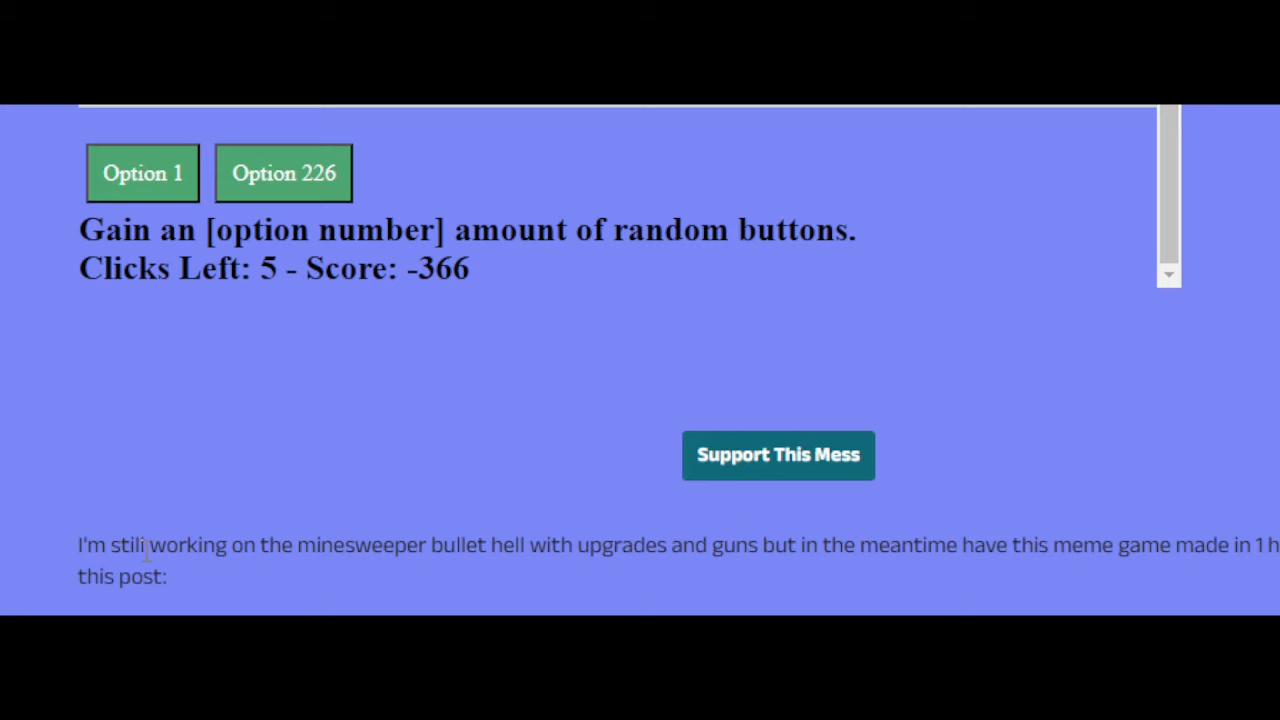 Option 1 Option 226
Gain an [option number] amount of random buttons.
Clicks Left: 5 - Score: -366
Support This Mess
I'm still working on the minesweeper bullet hell with upgrades and guns but in the meantime have this meme game made in 1 h
this post: